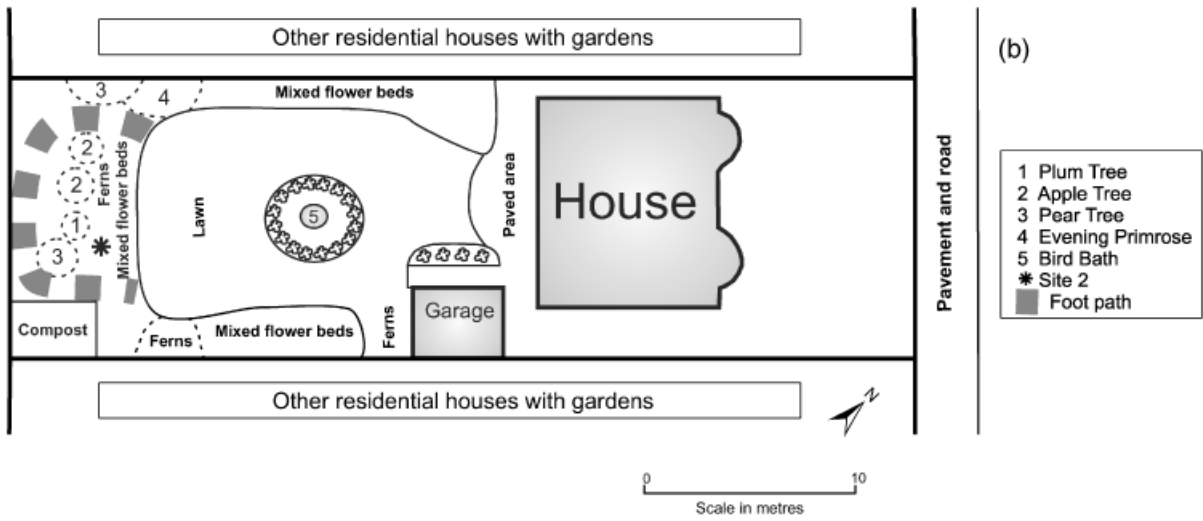 Other residential houses with gardens
(b)
3
4
Mixed flower beds
2
Ferns
Mixed flower beds
2
1
3
Lawn
5
Paved area
House
Pavement and road
1 Plum Tree
2 Apple Tree
3 Pear Tree
4 Evening Primrose
5 Bird Bath
Site 2
Foot path
Compost
Ferns
Mixed flower beds
Ferns
Garage
Other residential houses with gardens
N
0 10
Scale in metres